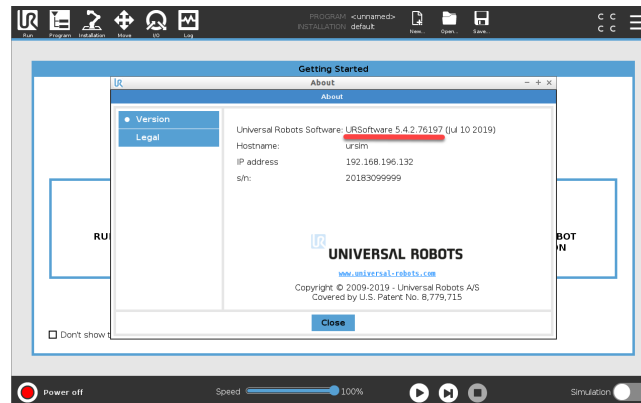 PROGRAM <unnamed>
INSTALLATION default
Run Program Installation Move I/O Log New... Open... Save...
C C
C C
Getting Started
About
About
Version
Legal
Universal Robots Software: URSoftware 5.4.2.76197 (Jul 10 2019)
Hostname: ursim
IP address 192.168.196.132
s/n: 20183099999
RU
BOT
N
UNIVERSAL ROBOTS
www.universal-robots.com
Copyright © 2009-2019 - Universal Robots A/S
Covered by U.S. Patent No. 8,779,715
Close
Don't show t
Power off Speed 100% Simulation